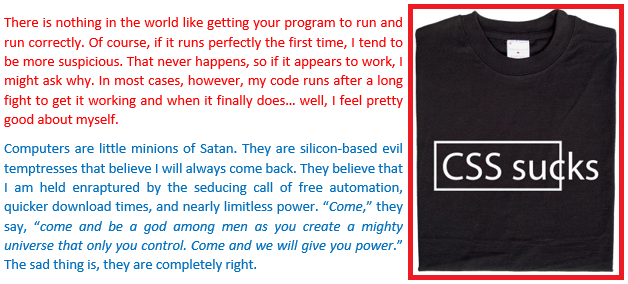 There is nothing in the world like getting your program to run and
run correctly. Of course, if it runs perfectly the first time, I tend to
be more suspicious. That never happens, so if it appears to work, I
might ask why. In most cases, however, my code runs after a long
fight to get it working and when it finally does… well, I feel pretty
good about myself.
Computers are little minions of Satan. They are silicon-based evil
temptresses that believe I will always come back. They believe that
I am held enraptured by the seducing call of free automation,
quicker download times, and nearly limitless power. “Come,” they
say, “come and be a god among men as you create a mighty
universe that only you control. Come and we will give you power.”
The sad thing is, they are completely right.
CSS sucks